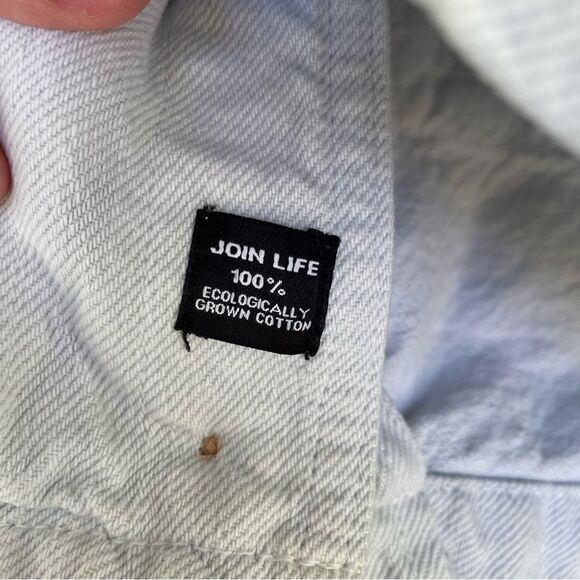 JOIN LIFE
100%
ECOLOGICALLY
GROWN COTTON